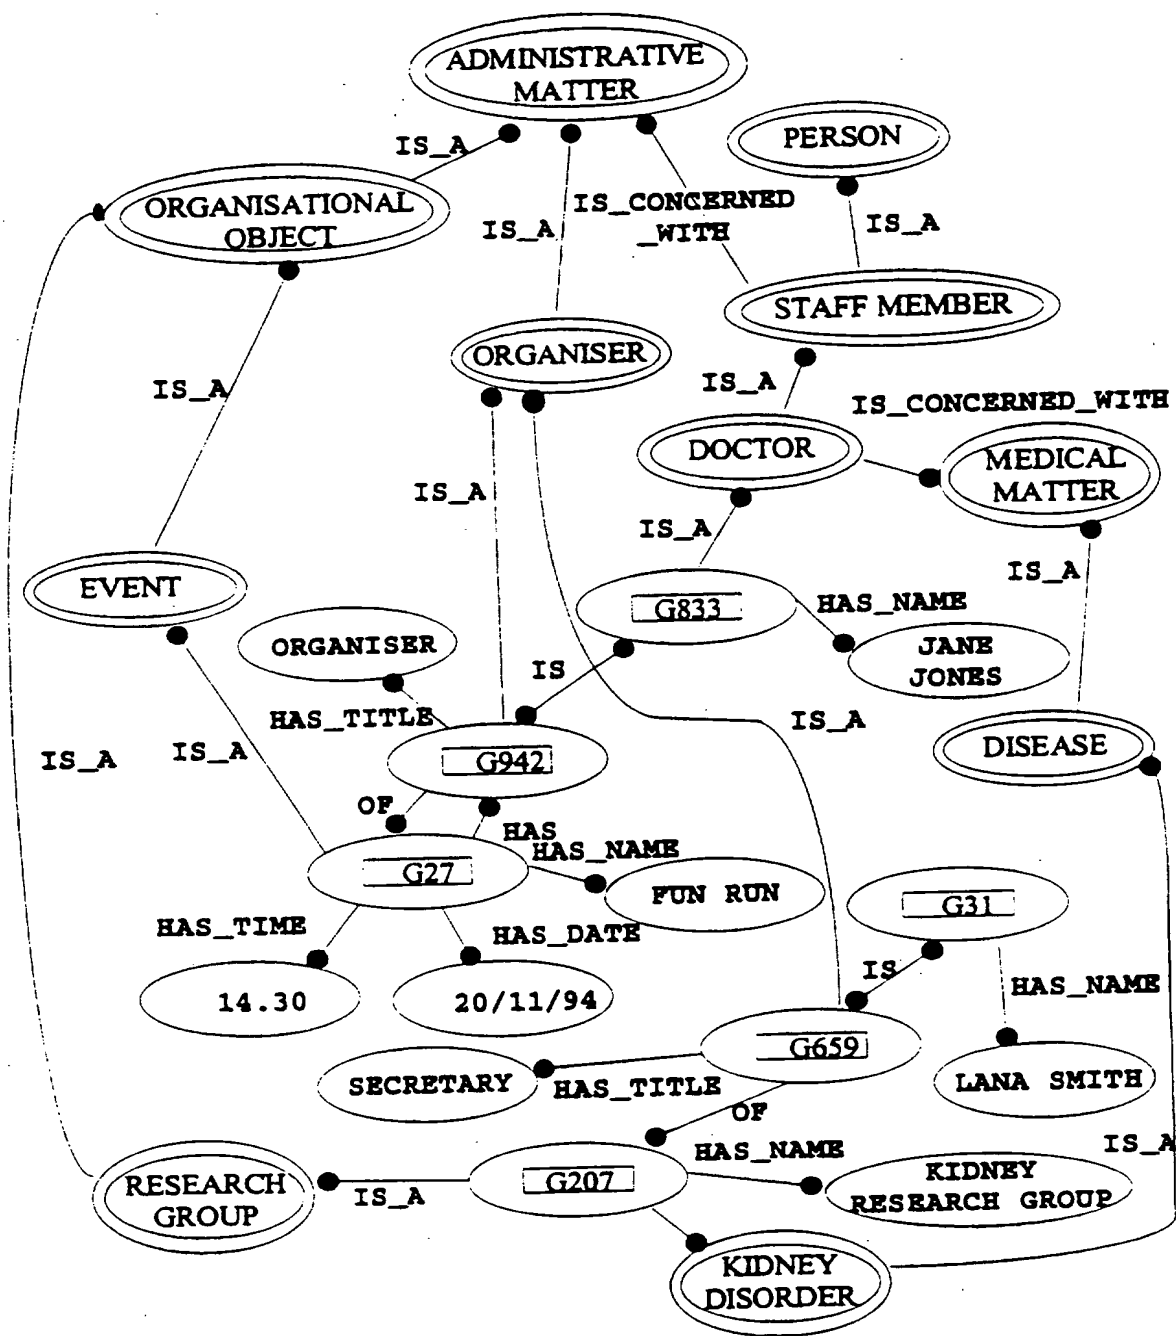 ADMINISTRATIVE
MATTER
PERSON
IS_A
ORGANISATIONAL
OBJECT
IS_A
IS_CONCERNED
_WITH
IS_A
STAFF MEMBER
ORGANISER
IS_A
IS_A
IS_CONCERNED_WITH
DOCTOR
MEDICAL
MATTER
IS_A
IS_A
EVENT
IS_A
G833
HAS_NAME
ORGANISER
JANE
JONES
IS
HAS_TITLE
IS_A
IS_A
IS_A
G942
DISEASE
OF
HAS
HAS_NAME
G27
FUN RUN
G31
HAS_TIME
HAS_DATE
IS
14.30
20/11/94
HAS_NAME
G659
SECRETARY
HAS_TITLE
LANA SMITH
OF
HAS_NAME
IS_A
RESEARCH
GROUP
IS_A
G207
KIDNEY
RESEARCH GROUP
KIDNEY
DISORDER